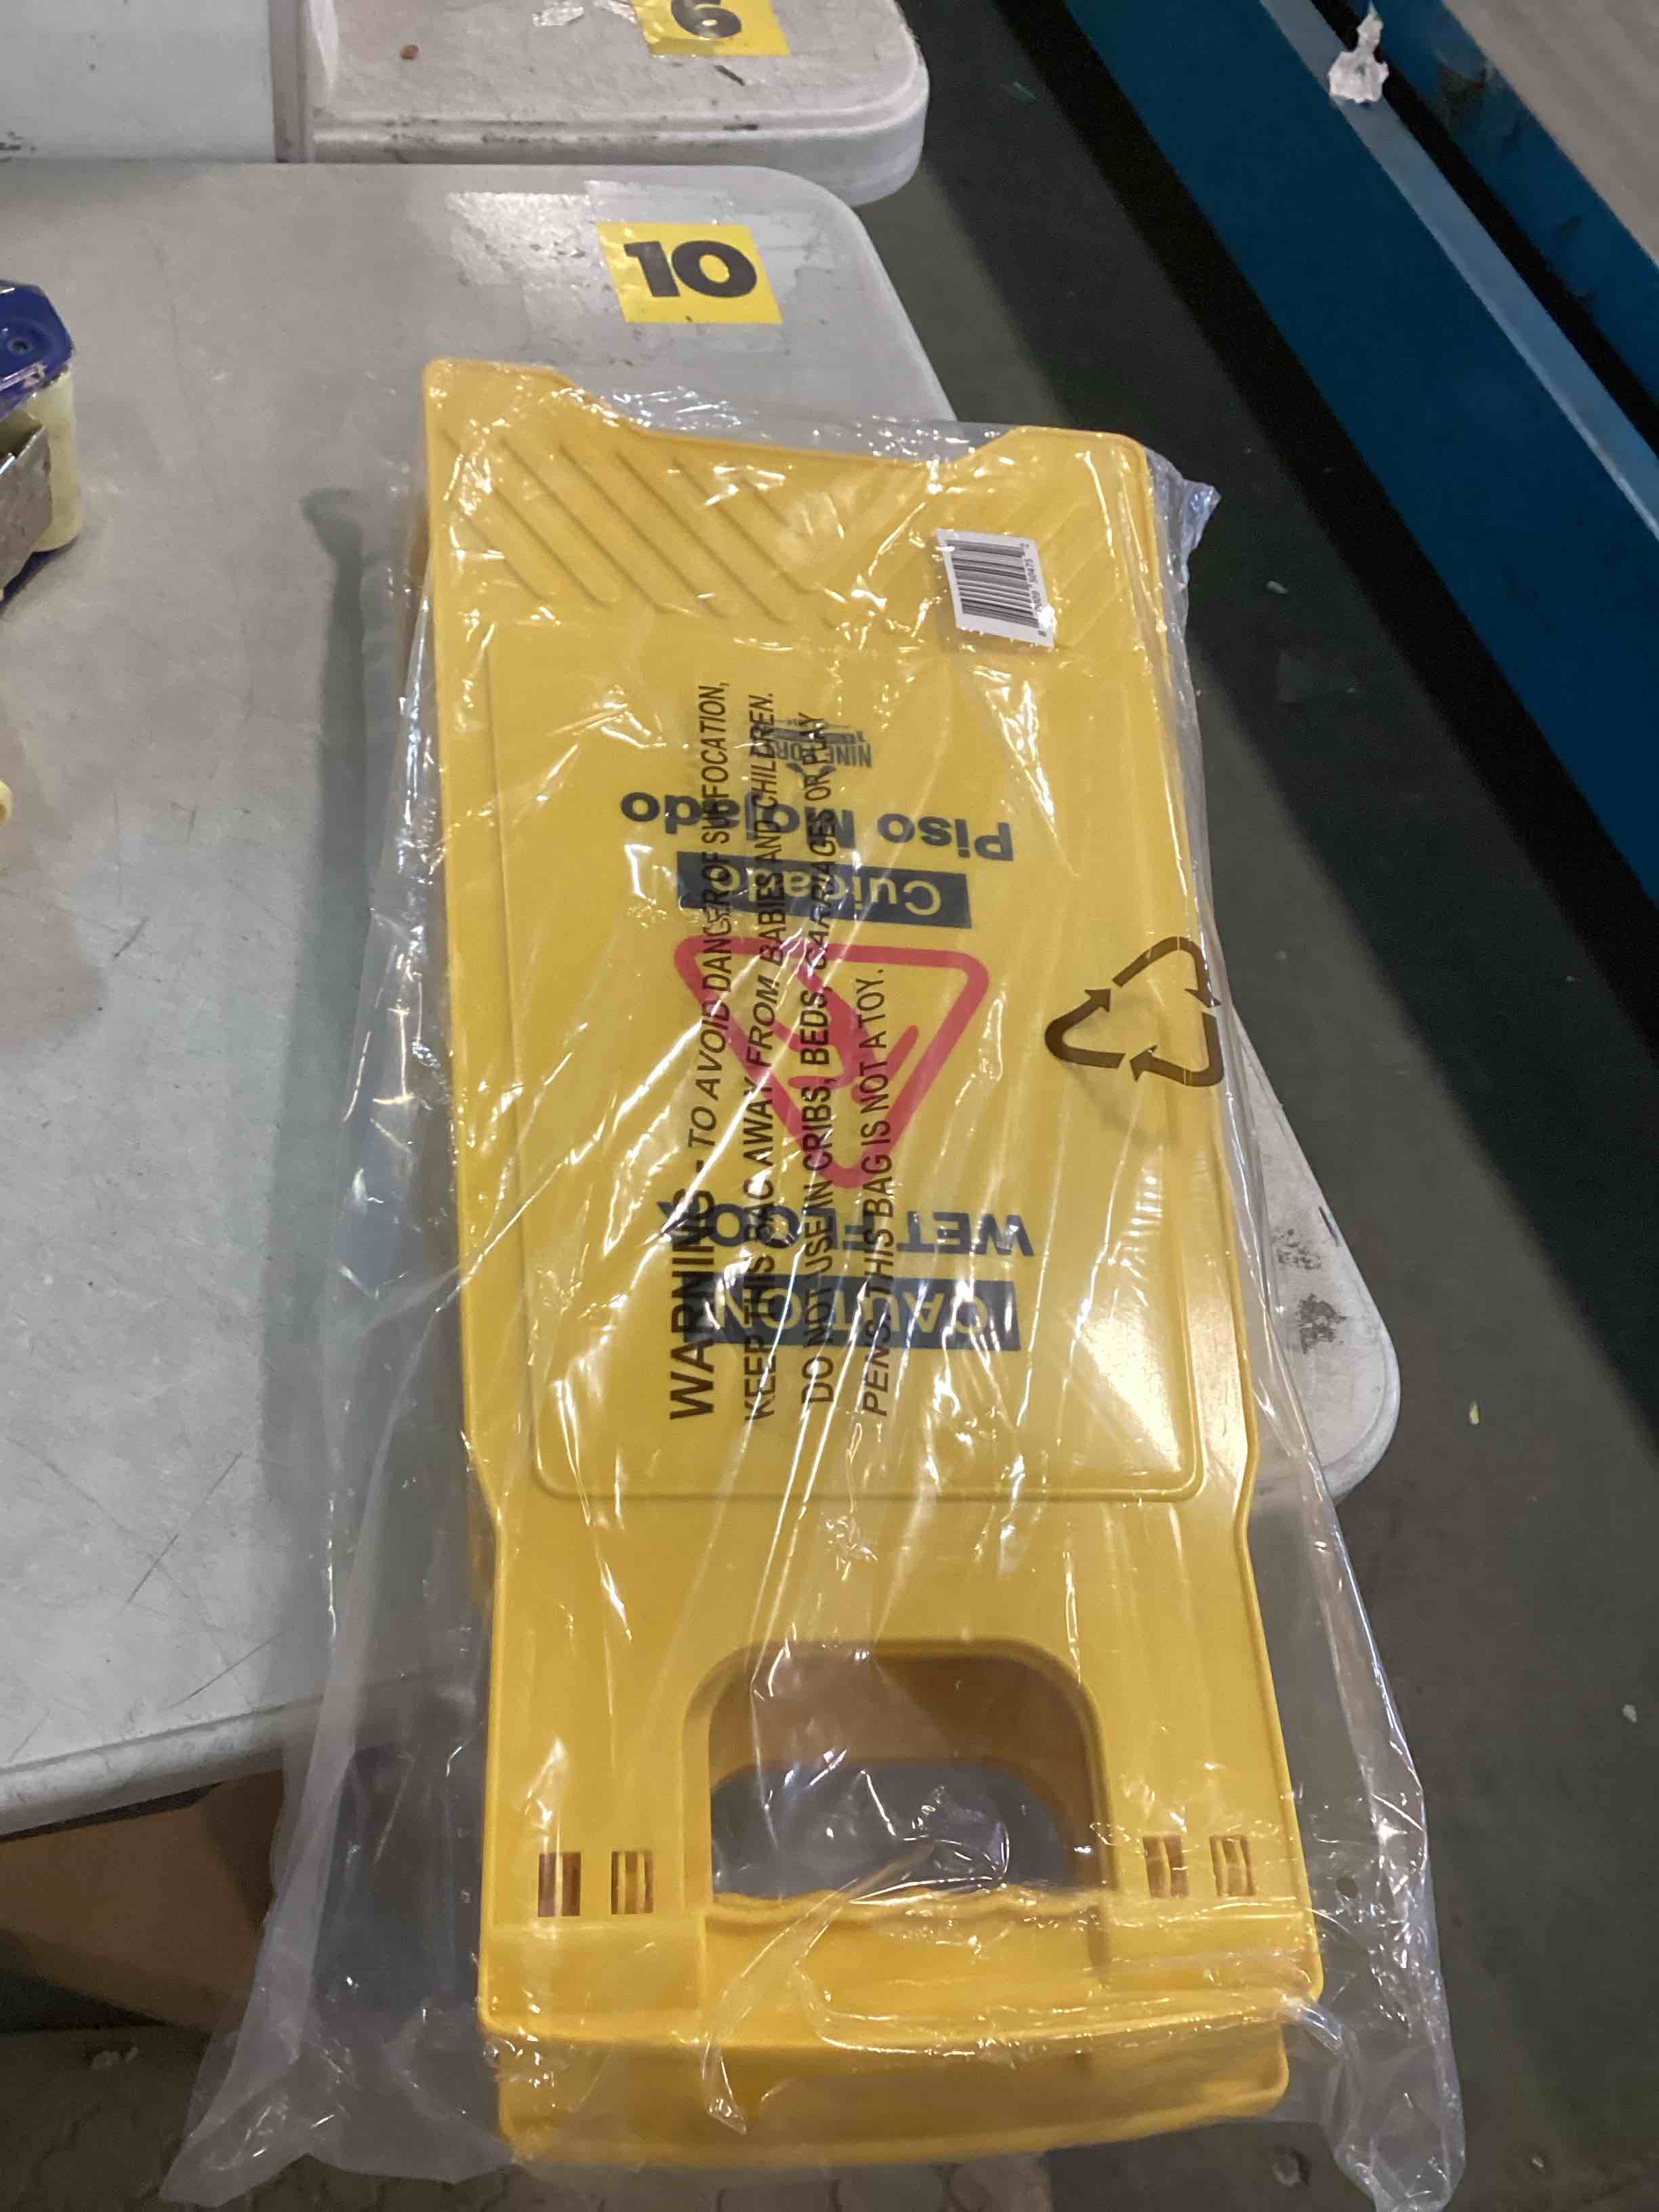 6
10
WARNING - TO AVOID DANGER OF SUFFOCATION,
KEEP THIS BAG AWAY FROM BABIES AND CHILDREN.
DO NOT USE IN CRIBS, BEDS, CARRIAGES OR PLAY
PENS. THIS BAG IS NOT A TOY.
CAUTION
WET FLOOR
Cuidado
Piso Mojado